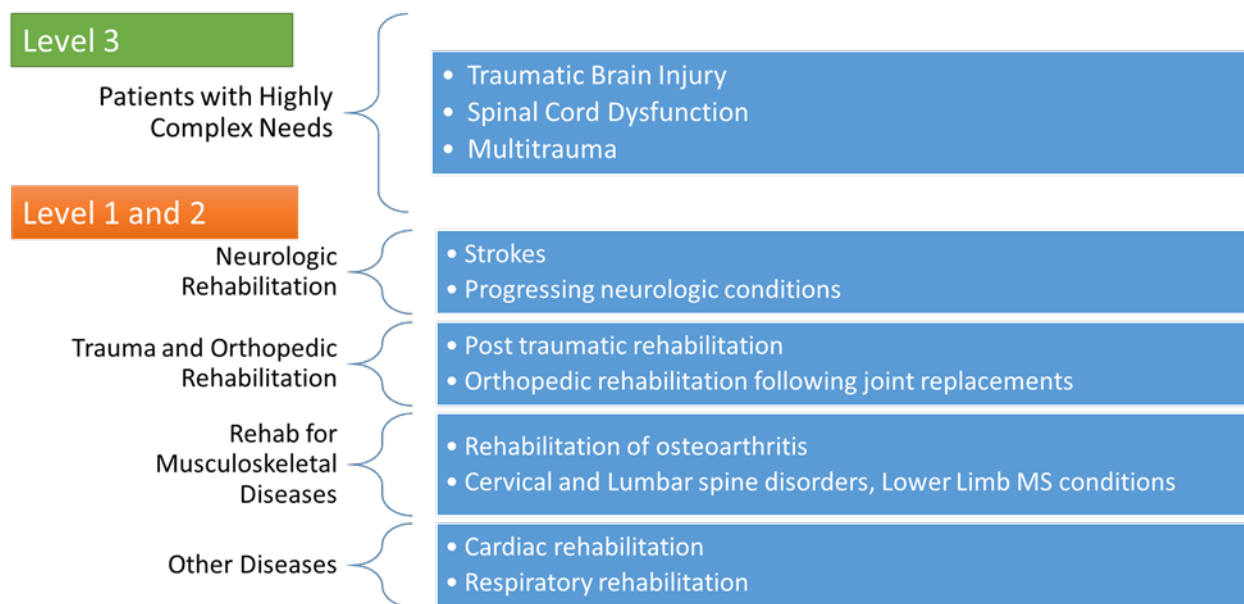 Level 3
Patients with Highly
Complex Needs
• Traumatic Brain Injury
• Spinal Cord Dysfunction
• Multitrauma
Level 1 and 2
Neurologic
Rehabilitation
• Strokes
• Progressing neurologic conditions
Trauma and Orthopedic
Rehabilitation
• Post traumatic rehabilitation
• Orthopedic rehabilitation following joint replacements
Rehab for
Musculoskeletal
Diseases
• Rehabilitation of osteoarthritis
• Cervical and Lumbar spine disorders, Lower Limb MS conditions
Other Diseases
• Cardiac rehabilitation
• Respiratory rehabilitation